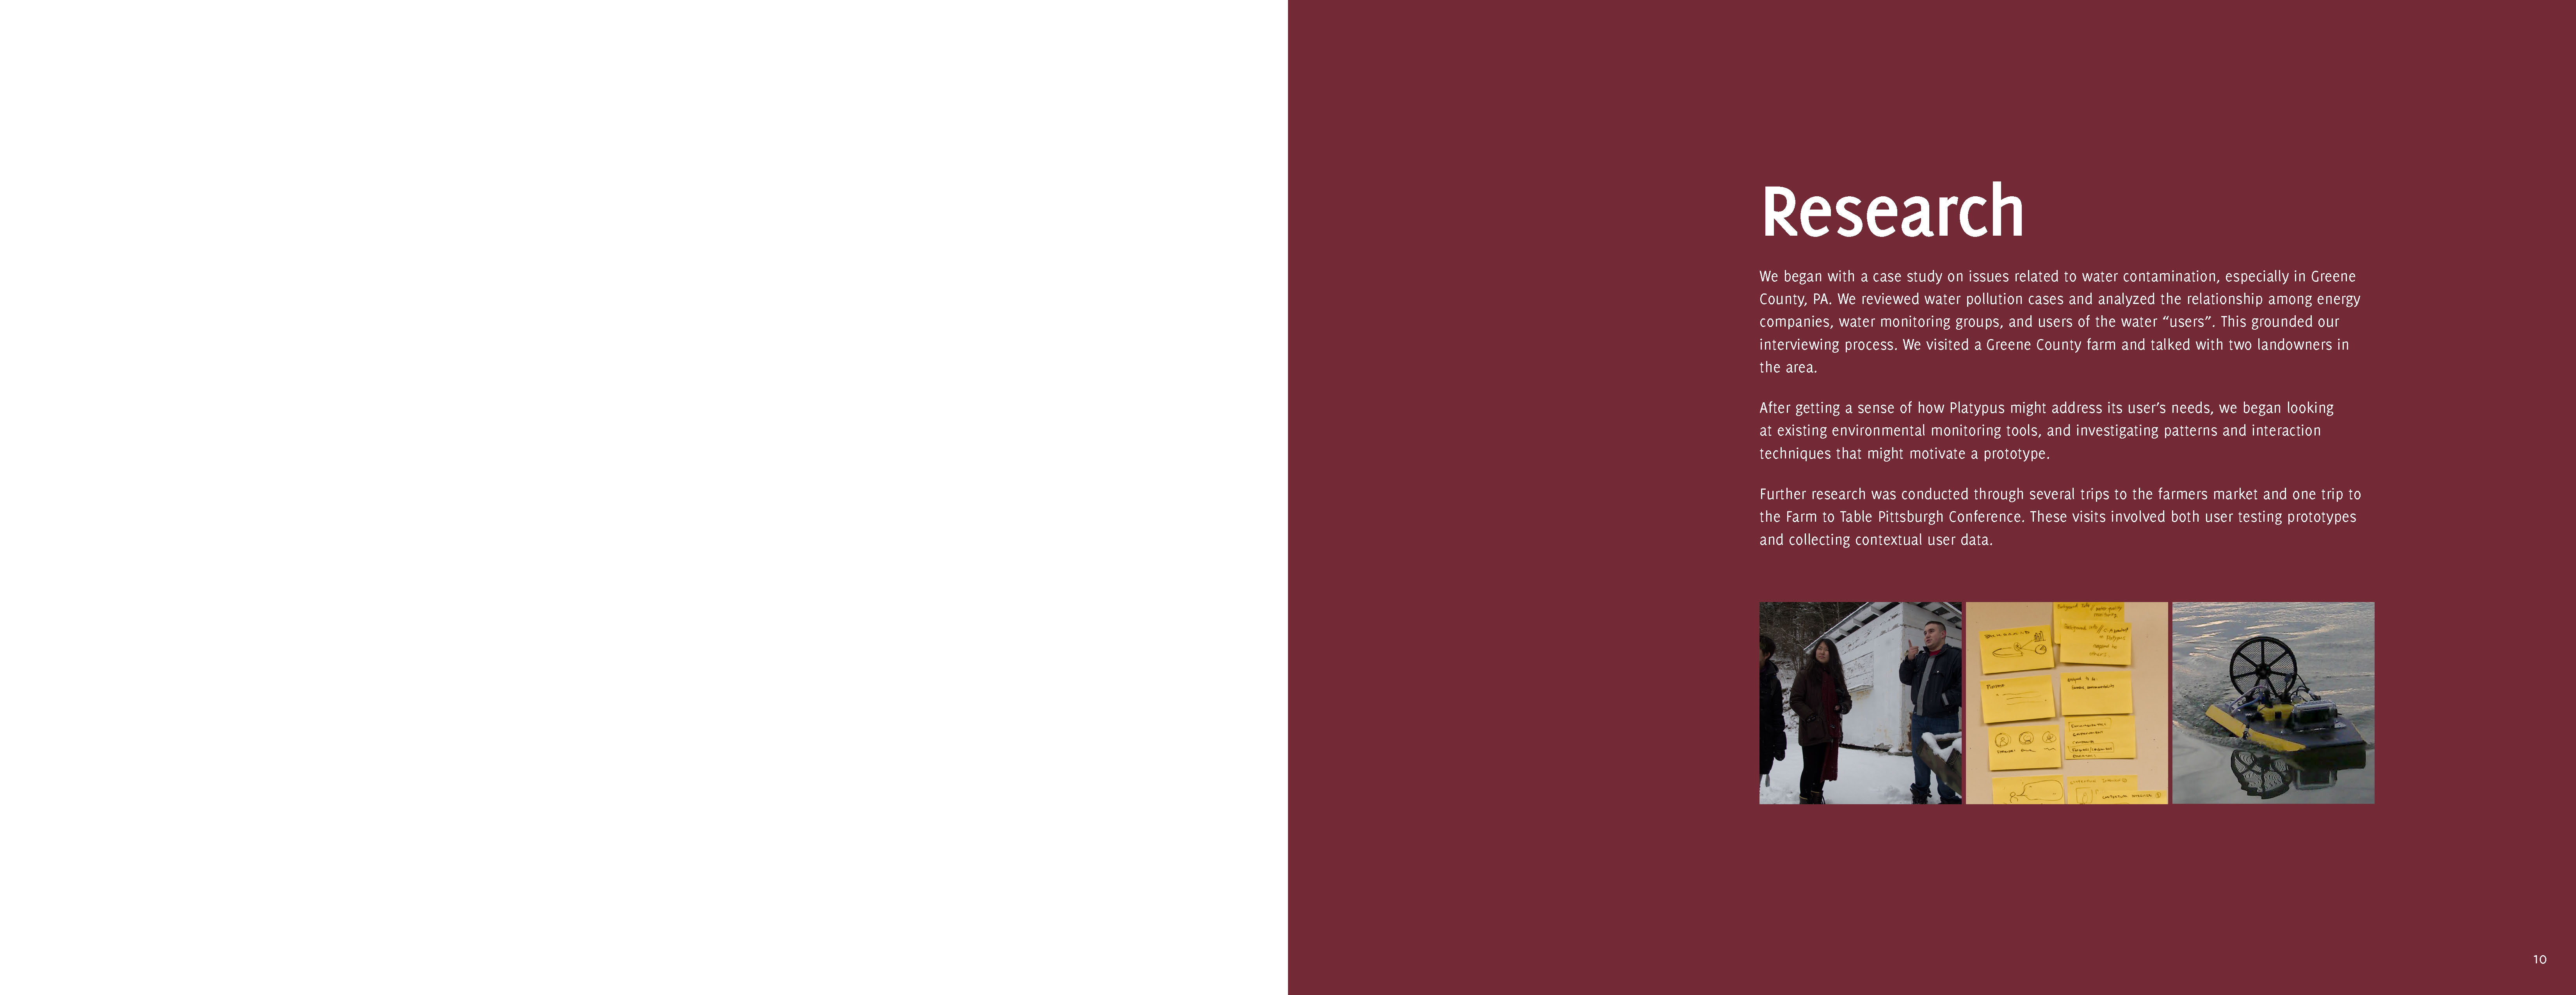 Research
We began with a case study on issues related to water contamination, especially in Greene
County, PA. We reviewed water pollution cases and analyzed the relationship among energy
companies, water monitoring groups, and users of the water “users”. This grounded our
interviewing process. We visited a Greene County farm and talked with two landowners in
the area.
After getting a sense of how Platypus might address its user’s needs, we began looking
at existing environmental monitoring tools, and investigating patterns and interaction
techniques that might motivate a prototype.
Further research was conducted through several trips to the farmers market and one trip to
the Farm to Table Pittsburgh Conference. These visits involved both user testing prototypes
and collecting contextual user data.
10